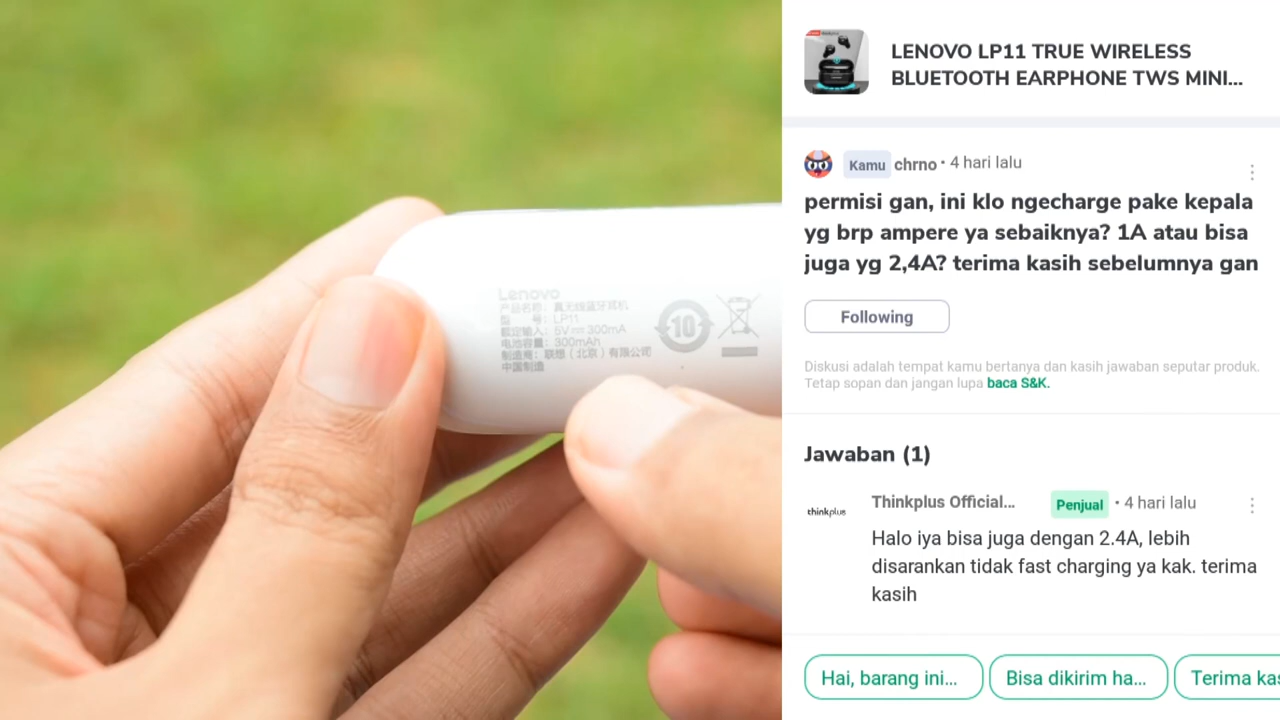 Lenovo
产品名称：真无线蓝牙耳机
型 号：LP11
额定输入：5V⎓300mA
电池容量：300mAh
制造商：联想（北京）有限公司
中国制造
10
LENOVO LP11 TRUE WIRELESS
BLUETOOTH EARPHONE TWS MINI...
Kamu chrno • 4 hari lalu
permisi gan, ini klo ngecharge pake kepala
yg brp ampere ya sebaiknya? 1A atau bisa
juga yg 2,4A? terima kasih sebelumnya gan
Following
Diskusi adalah tempat kamu bertanya dan kasih jawaban seputar produk.
Tetap sopan dan jangan lupa baca S&K.
Jawaban (1)
thinkplus
Thinkplus Official... Penjual • 4 hari lalu
Halo iya bisa juga dengan 2.4A, lebih
disarankan tidak fast charging ya kak. terima
kasih
Hai, barang ini... Bisa dikirim ha... Terima kas